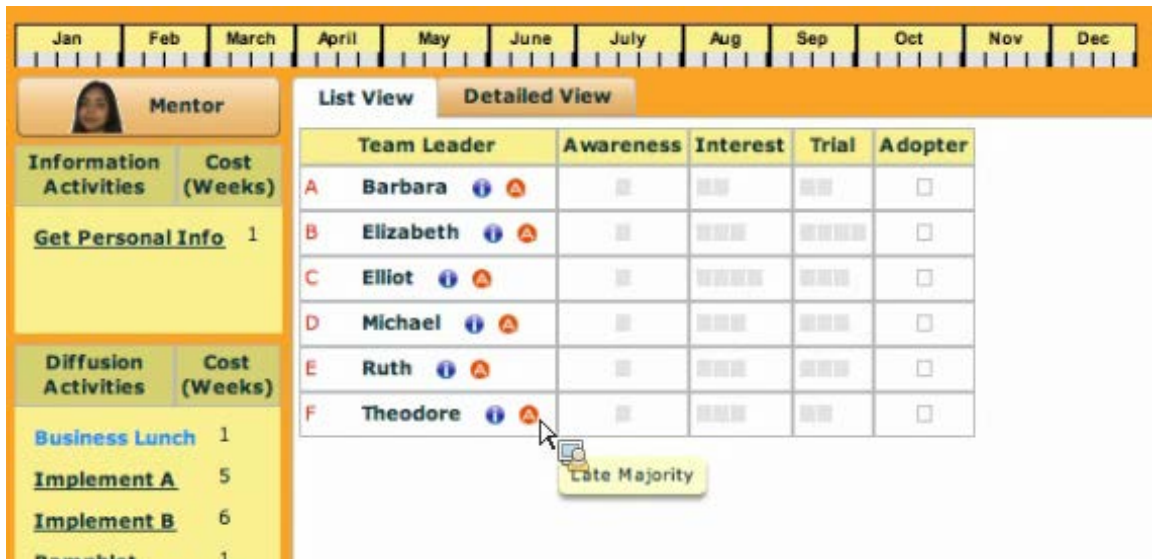 Jan Feb March April May June July Aug Sep Oct Nov Dec
Mentor
List View Detailed View
Information Activities Cost (Weeks)
Get Personal Info 1
Diffusion Activities Cost (Weeks)
Business Lunch 1
Implement A 5
Implement B 6
Pamphlet 1
Team Leader Awareness Interest Trial Adopter
A Barbara i A
B Elizabeth i A
C Elliot i A
D Michael i A
E Ruth i A
F Theodore i A
Late Majority